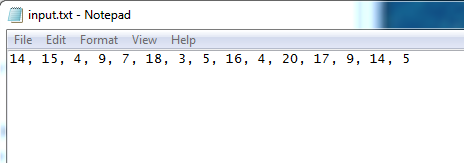 input.txt - Notepad
File Edit Format View Help
14, 15, 4, 9, 7, 18, 3, 5, 16, 4, 20, 17, 9, 14, 5